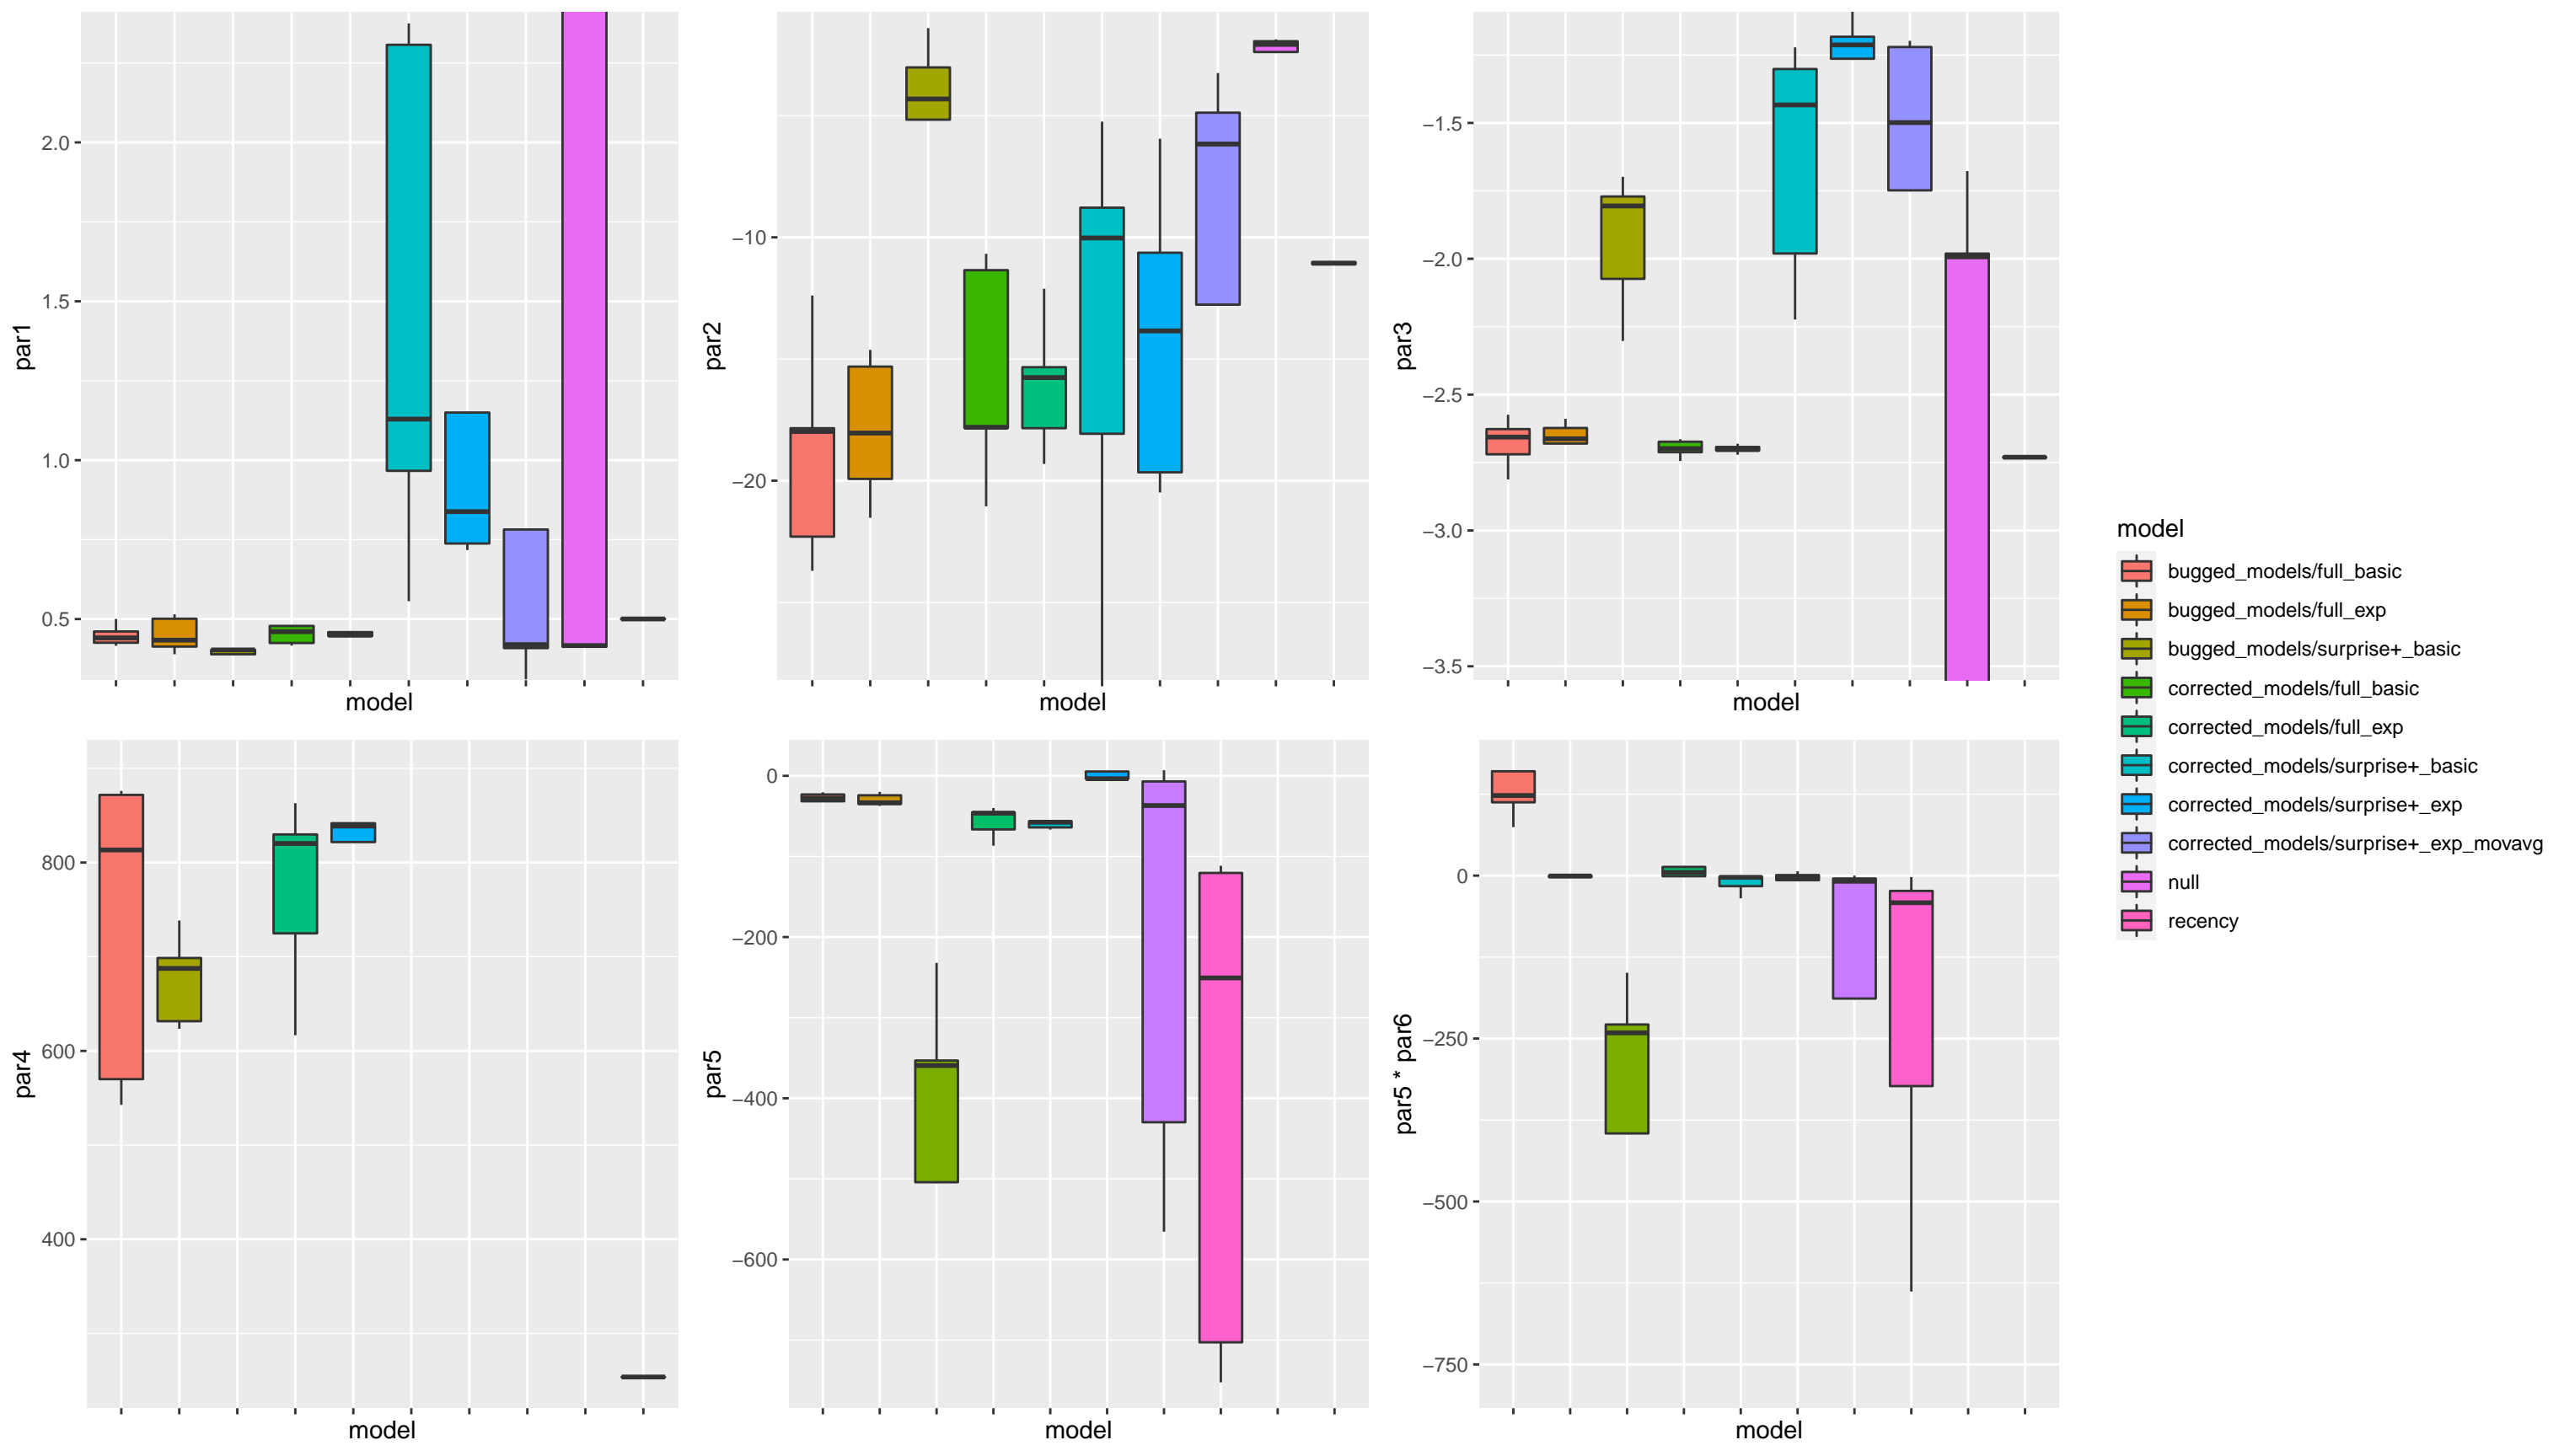 par1
2.0
1.5
1.0
0.5
model
par2
−10
−20
model
par3
−1.5
−2.0
−2.5
−3.0
−3.5
model
par4
800
600
400
model
par5
0
−200
−400
−600
model
par5 * par6
0
−250
−500
−750
model
model
bugged_models/full_basic
bugged_models/full_exp
bugged_models/surprise+_basic
corrected_models/full_basic
corrected_models/full_exp
corrected_models/surprise+_basic
corrected_models/surprise+_exp
corrected_models/surprise+_exp_movavg
null
recency